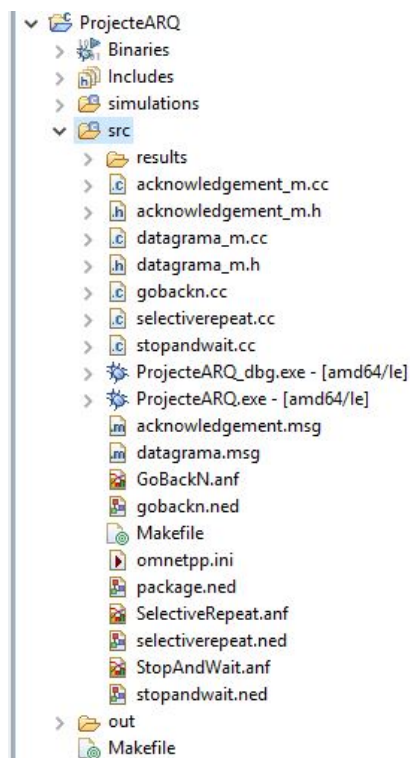 ProjecteARQ
Binaries
Includes
simulations
src
results
acknowledgement_m.cc
acknowledgement_m.h
datagrama_m.cc
datagrama_m.h
gobackn.cc
selectiverepeat.cc
stopandwait.cc
ProjecteARQ_dbg.exe - [amd64/le]
ProjecteARQ.exe - [amd64/le]
acknowledgement.msg
datagrama.msg
GoBackN.anf
gobackn.ned
Makefile
omnetpp.ini
package.ned
SelectiveRepeat.anf
selectiverepeat.ned
StopAndWait.anf
stopandwait.ned
out
Makefile